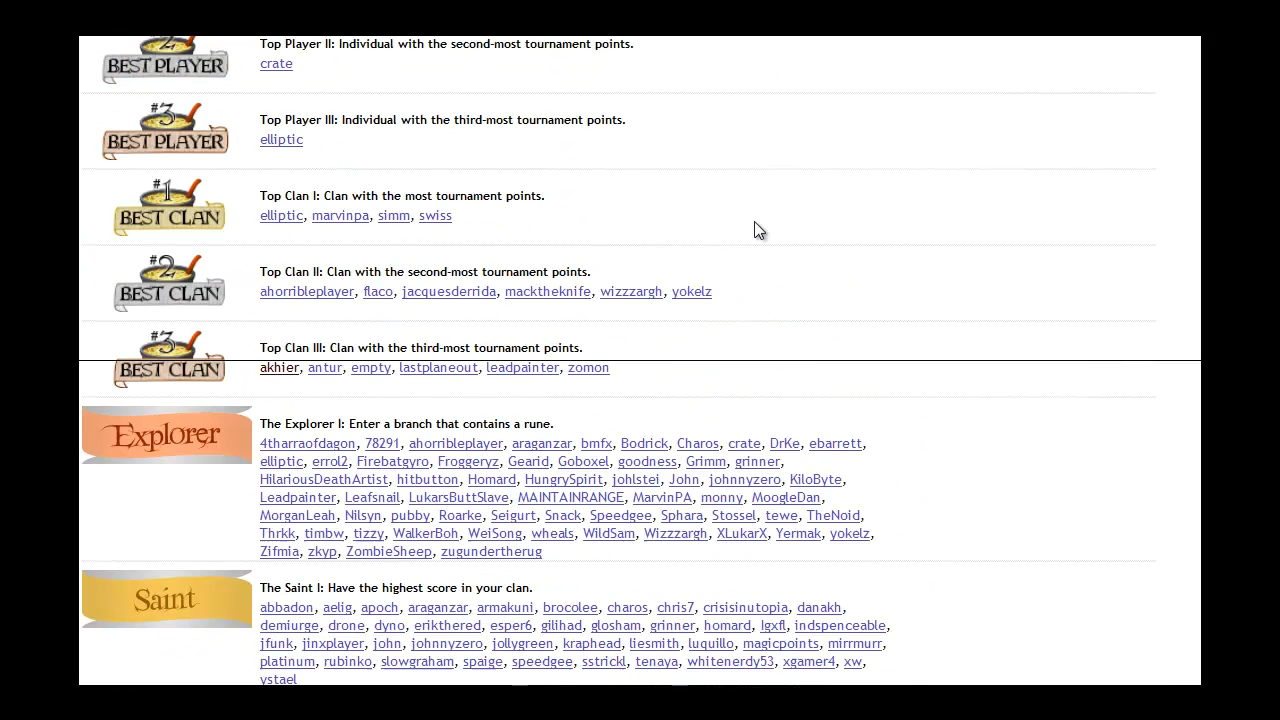 2
BEST PLAYER
Top Player II: Individual with the second-most tournament points.
crate
#3
BEST PLAYER
Top Player III: Individual with the third-most tournament points.
elliptic
#1
BEST CLAN
Top Clan I: Clan with the most tournament points.
elliptic, marvinpa, simm, swiss
#2
BEST CLAN
Top Clan II: Clan with the second-most tournament points.
ahorribleplayer, flaco, jacquesderrida, macktheknife, wizzzargh, yokelz
#3
BEST CLAN
Top Clan III: Clan with the third-most tournament points.
akhier, antur, empty, lastplaneout, leadpainter, zomon
Explorer
The Explorer I: Enter a branch that contains a rune.
4tharraofdagon, 78291, ahorribleplayer, araganzar, bmfx, Bodrick, Charos, crate, DrKe, ebarrett,
elliptic, errol2, Firebatgyro, Froggeryz, Gearid, Goboxel, goodness, Grimm, grinner,
HilariousDeathArtist, hitbutton, Homard, HungrySpirit, johlstei, John, johnnyzero, KiloByte,
Leadpainter, Leafsnail, LukarsButtSlave, MAINTAINRANGE, MarvinPA, monny, MoogleDan,
MorganLeah, Nilsyn, pubby, Roarke, Seigurt, Snack, Speedgee, Sphara, Stossel, tewe, TheNoid,
Thrkk, timbw, tizzy, WalkerBoh, WeiSong, wheals, WildSam, Wizzzargh, XLukarX, Yermak, yokelz,
Zifmia, zkyp, ZombieSheep, zugundertherug
Saint
The Saint I: Have the highest score in your clan.
abbadon, aelig, apoch, araganzar, armakuni, brocolee, charos, chris7, crisisinutopia, danakh,
demiurge, drone, dyno, erikthered, esper6, gilihad, glosham, grinner, homard, lgxfl, indspenceable,
jfunk, jinxplayer, john, johnnyzero, jollygreen, kraphead, liesmith, luquillo, magicpoints, mirrmurr,
platinum, rubinko, slowgraham, spaige, speedgee, sstrickl, tenaya, whitenerdy53, xgamer4, xw,
ystael